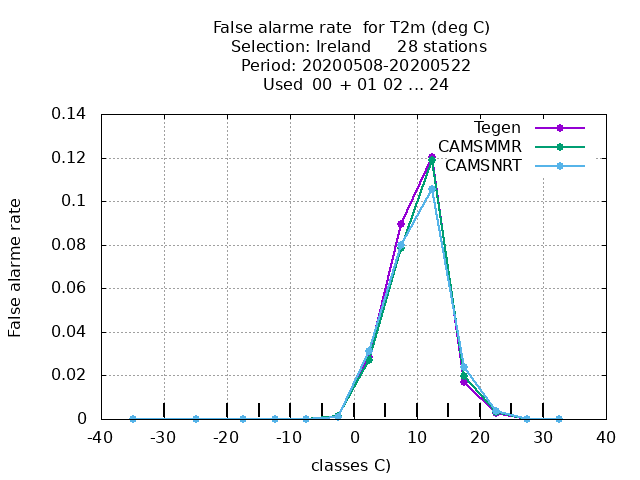 False alarme rate  for T2m (deg C)
Selection: Ireland     28 stations
Period: 20200508-20200522
Used  00 + 01 02 ... 24
Tegen
CAMSMMR
CAMSNRT
False alarme rate
0.14
0.12
0.1
0.08
0.06
0.04
0.02
0
-40 -30 -20 -10 0 10 20 30 40
classes C)